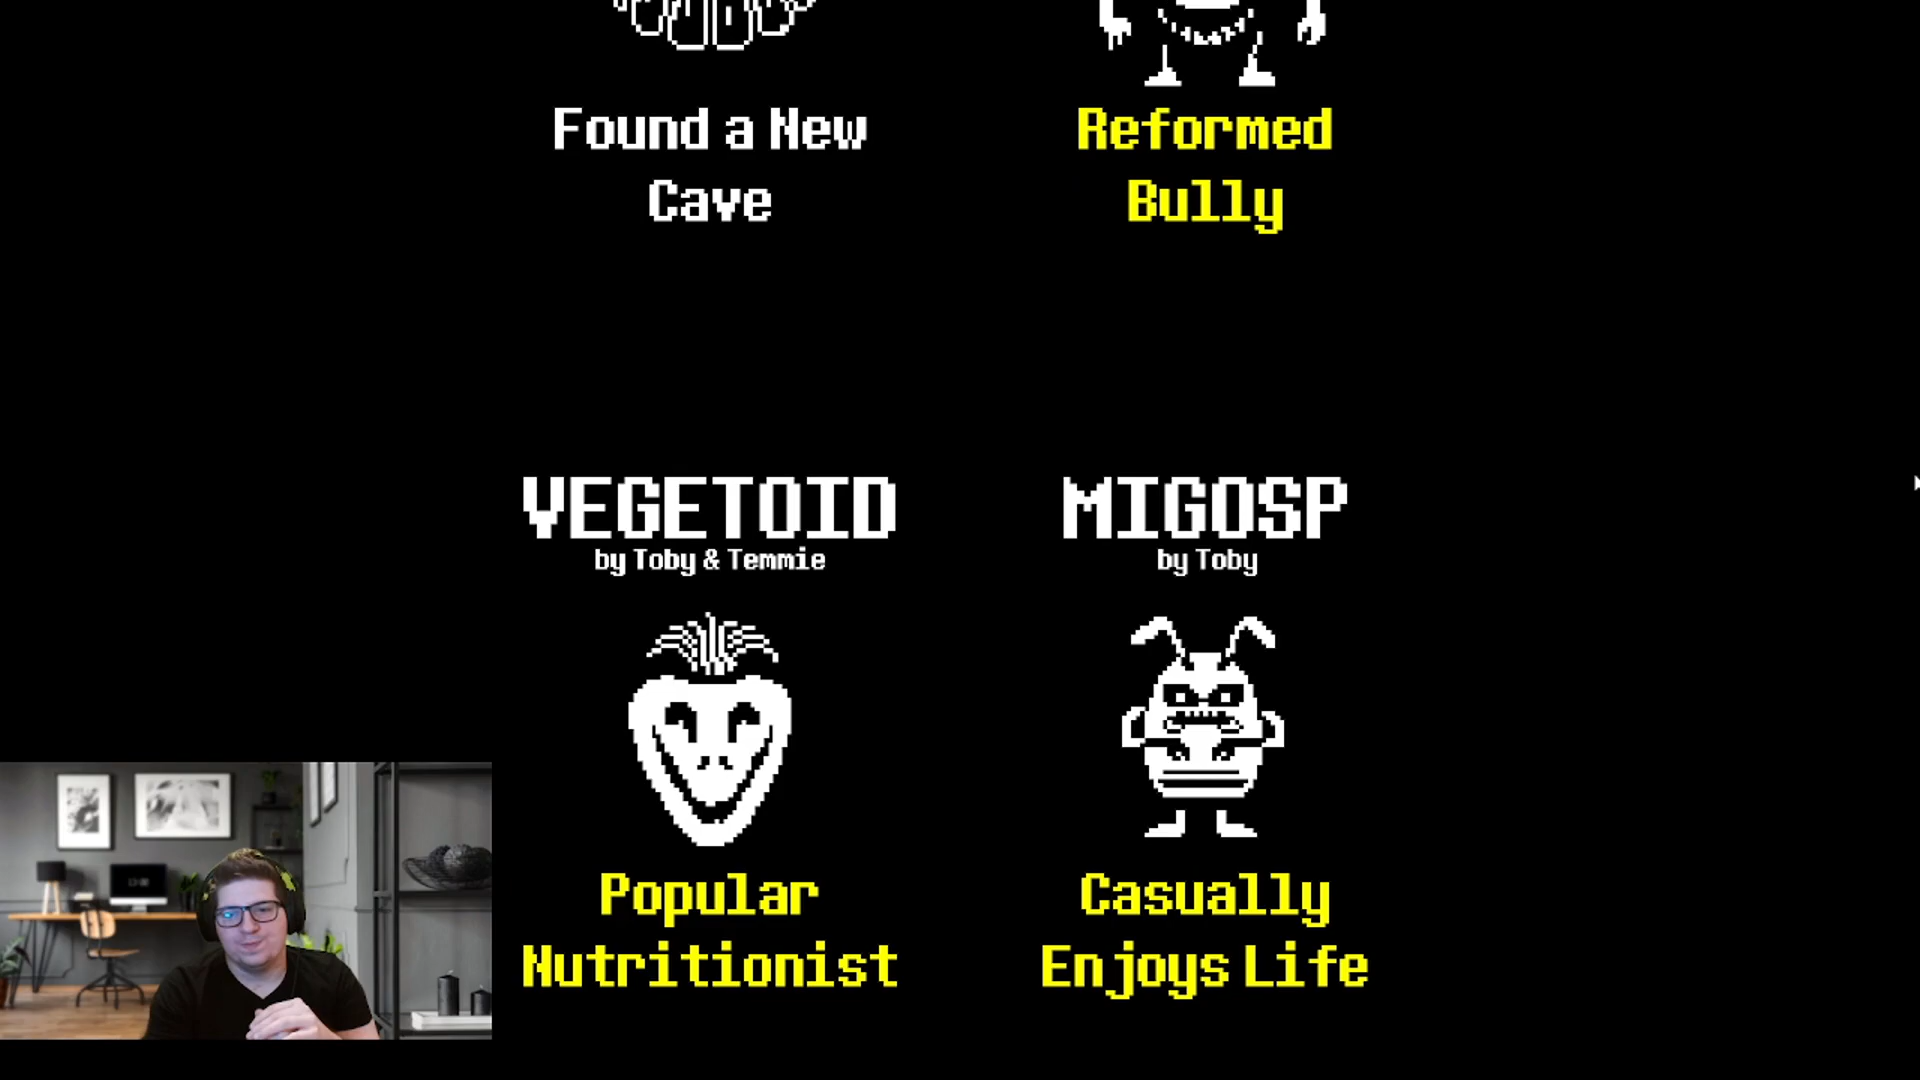 Found a New
Cave
Reformed
Bully
VEGETOID
by Toby & Temmie
MIGOSP
by Toby
Popular
Nutritionist
Casually
Enjoys Life